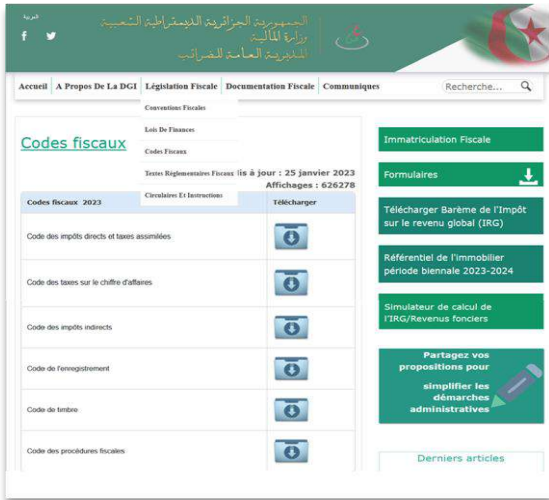 العربية
الجمهورية الجزائرية الديمقراطية الشعبية
وزارة المالية
المديرية العامة للضرائب
Accueil A Propos De La DGI Législation Fiscale Documentation Fiscale Communiques
Recherche...
Conventions Fiscales
Lois De Finances
Codes Fiscaux
Textes Réglementaires Fiscaux
Circulaires Et Instructions
Codes fiscaux
lis à jour : 25 janvier 2023
Affichages : 626278
Codes fiscaux 2023 Télécharger
Code des impôts directs et taxes assimilées
Code des taxes sur le chiffre d'affaires
Code des impôts indirects
Code de l'enregistrement
Code de timbre
Code des procédures fiscales
Immatriculation Fiscale
Formulaires
Télécharger Barème de l'Impôt
sur le revenu global (IRG)
Référentiel de l'immobilier
période biennale 2023-2024
Simulateur de calcul de
l'IRG/Revenus fonciers
Partagez vos
propositions pour
simplifier les
démarches
administratives
Derniers articles